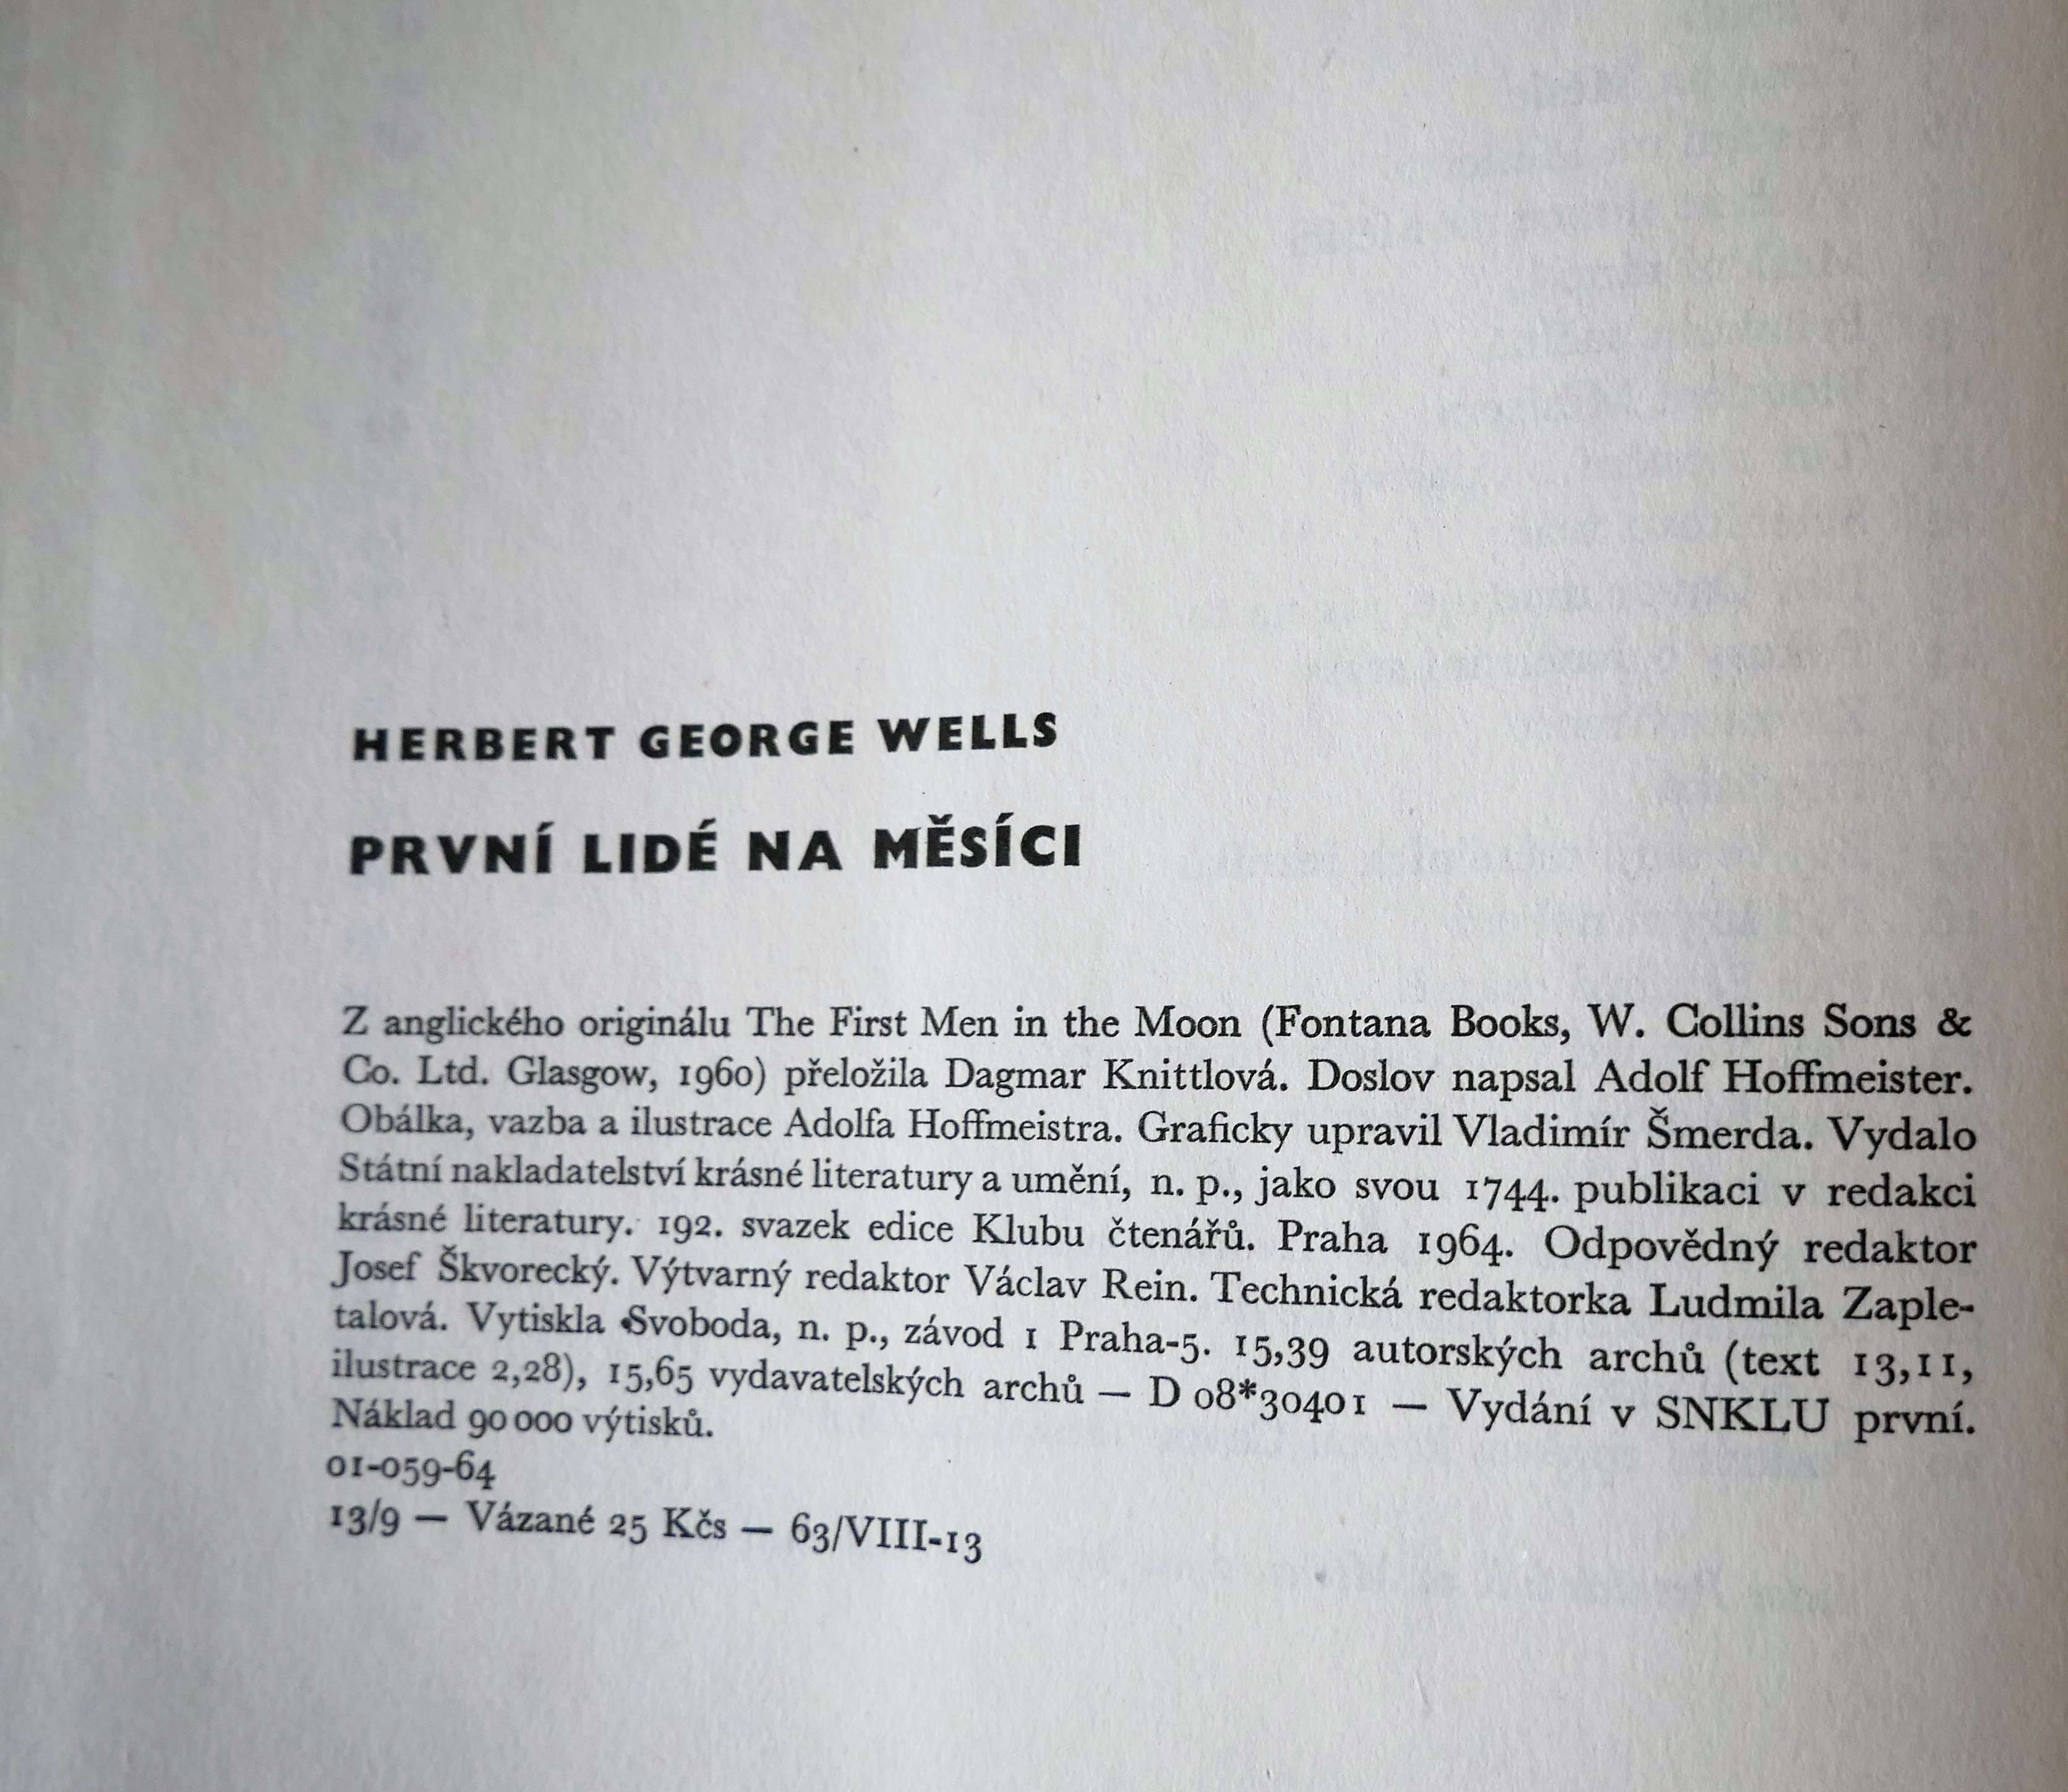 HERBERT GEORGE WELLS
PRVNÍ LIDÉ NA MĚSÍCI
Z anglického originálu The First Men in the Moon (Fontana Books, W. Collins Sons &
Co. Ltd. Glasgow, 1960) přeložila Dagmar Knittlová. Doslov napsal Adolf Hoffmeister.
Obálka, vazba a ilustrace Adolfa Hoffmeistra. Graficky upravil Vladimír Šmerda. Vydalo
Státní nakladatelství krásné literatury a umění, n. p., jako svou 1744. publikaci v redakci
krásné literatury. 192. svazek edice Klubu čtenářů. Praha 1964. Odpovědný redaktor
Josef Škvorecký. Výtvarný redaktor Václav Rein. Technická redaktorka Ludmila Zaple-
talová. Vytiskla Svoboda, n. p., závod 1 Praha-5. 15,39 autorských archů (text 13,11,
ilustrace 2,28), 15,65 vydavatelských archů — D 08*30401 — Vydání v SNKLU první.
Náklad 90 000 výtisků.
01-059-64
13/9 — Vázané 25 Kčs — 63/VIII-13